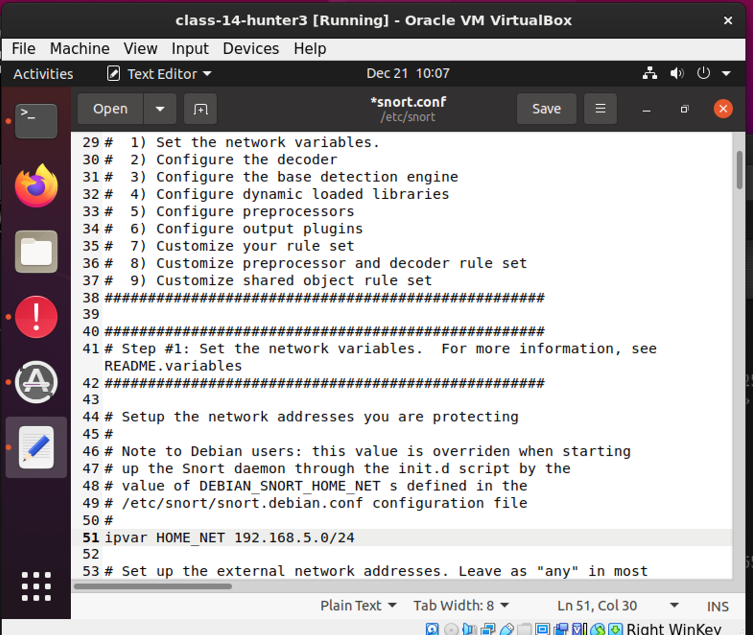 class-14-hunter3 [Running] - Oracle VM VirtualBox
File Machine View Input Devices Help
Activities Text Editor Dec 21 10:07
Open *snort.conf Save
/etc/snort
29 #  1) Set the network variables.
30 #  2) Configure the decoder
31 #  3) Configure the base detection engine
32 #  4) Configure dynamic loaded libraries
33 #  5) Configure preprocessors
34 #  6) Configure output plugins
35 #  7) Customize your rule set
36 #  8) Customize preprocessor and decoder rule set
37 #  9) Customize shared object rule set
38 ###################################################
39
40 ###################################################
41 # Step #1: Set the network variables.  For more information, see
README.variables
42 ###################################################
43
44 # Setup the network addresses you are protecting
45 #
46 # Note to Debian users: this value is overriden when starting
47 # up the Snort daemon through the init.d script by the
48 # value of DEBIAN_SNORT_HOME_NET s defined in the
49 # /etc/snort/snort.debian.conf configuration file
50 #
51 ipvar HOME_NET 192.168.5.0/24
52
53 # Set up the external network addresses. Leave as "any" in most
Plain Text Tab Width: 8 Ln 51, Col 30 INS
Right WinKey